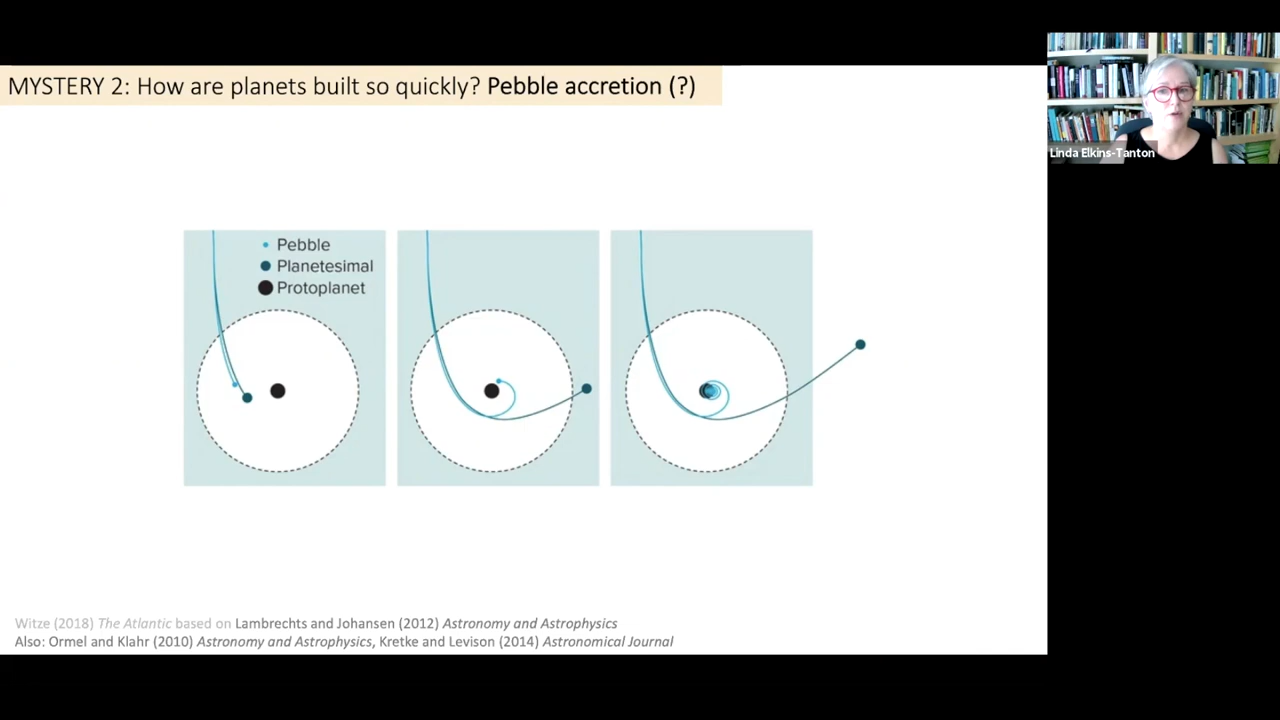 MYSTERY 2: How are planets built so quickly? Pebble accretion (?)
Linda Elkins-Tanton
Pebble
Planetesimal
Protoplanet
Witze (2018) The Atlantic based on Lambrechts and Johansen (2012) Astronomy and Astrophysics
Also: Ormel and Klahr (2010) Astronomy and Astrophysics, Kretke and Levison (2014) Astronomical Journal